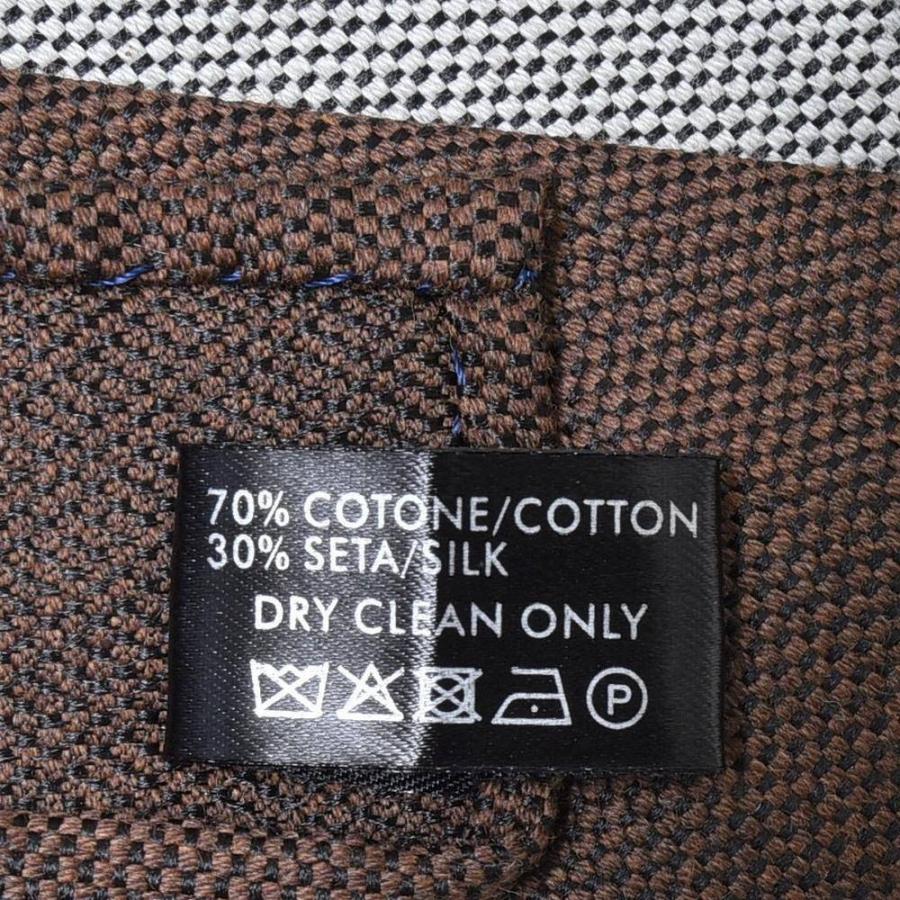 70% COTONE/COTTON
30% SETA/SILK
DRY CLEAN ONLY
P